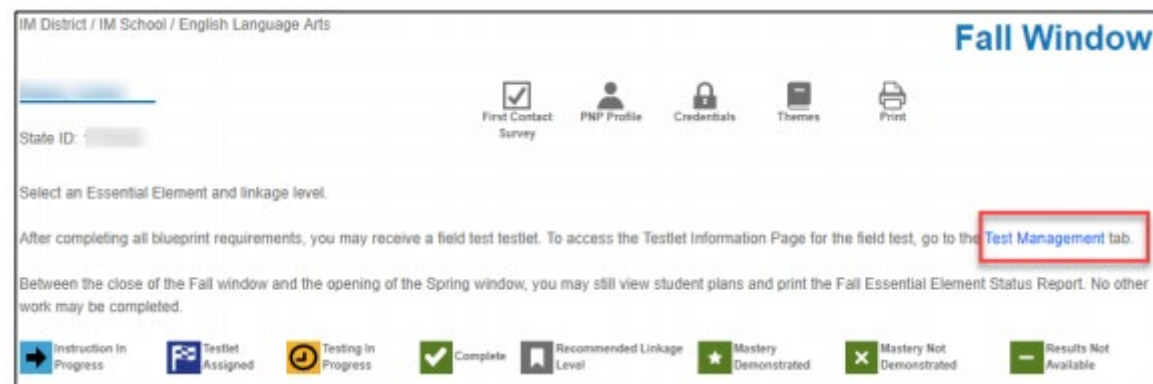 IM District / IM School / English Language Arts
Fall Window
First Contact Survey
PNP Profile
Credentials
Themes
Print
State ID:
Select an Essential Element and linkage level.
After completing all blueprint requirements, you may receive a field test testlet. To access the Testlet Information Page for the field test, go to the Test Management tab.
Between the close of the Fall window and the opening of the Spring window, you may still view student plans and print the Fall Essential Element Status Report. No other
work may be completed.
Instruction In Progress
Testlet Assigned
Testing In Progress
Complete
Recommended Linkage Level
Mastery Demonstrated
Mastery Not Demonstrated
Results Not Available